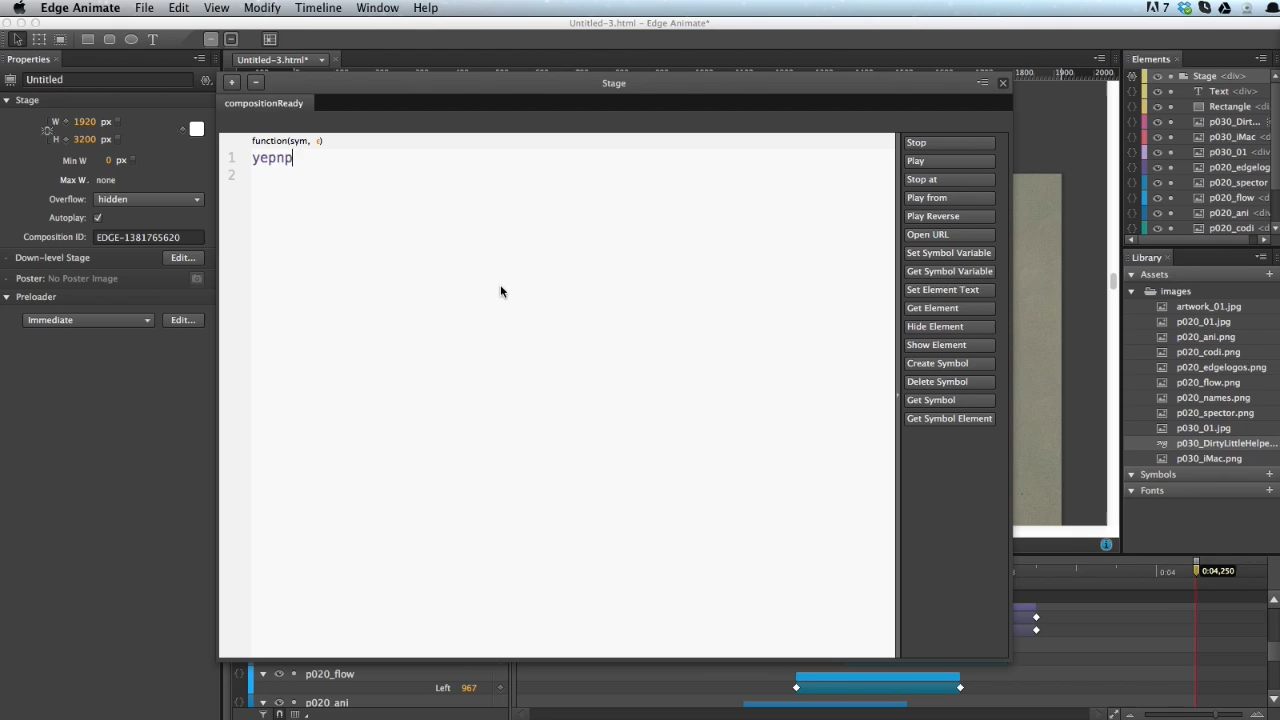 Edge Animate File Edit View Modify Timeline Window Help 7
Untitled-3.html - Edge Animate*
T
Properties × Untitled-3.html* × Elements ×
1800 1900 2000
Untitled
Stage
W 1920 px
H 3200 px
Min W 0 px
Max W. none
Overflow: hidden
Autoplay:
Composition ID: EDGE-1381765620
Down-level Stage Edit...
Poster: No Poster Image
Preloader
Immediate Edit...
+ − Stage
compositionReady
function(sym, e)
1 yepnp
2
Stop
Play
Stop at
Play from
Play Reverse
Open URL
Set Symbol Variable
Get Symbol Variable
Set Element Text
Get Element
Hide Element
Show Element
Create Symbol
Delete Symbol
Get Symbol
Get Symbol Element
Stage <div>
T Text <div>
Rectangle <div>
p030_Dirt...
p030_iMac
p030_01
p020_edgelog
p020_spector
p020_flow <d
p020_ani <div
p020_codi <d
Library ×
Assets +
images
artwork_01.jpg
p020_01.jpg
p020_ani.png
p020_codi.png
p020_edgelogos.png
p020_flow.png
p020_names.png
p020_spector.png
p030_01.jpg
p030_DirtyLittleHelpe...
p030_iMac.png
Symbols +
Fonts +
0:04 0:04,250
p020_flow
Left 967
p020_ani